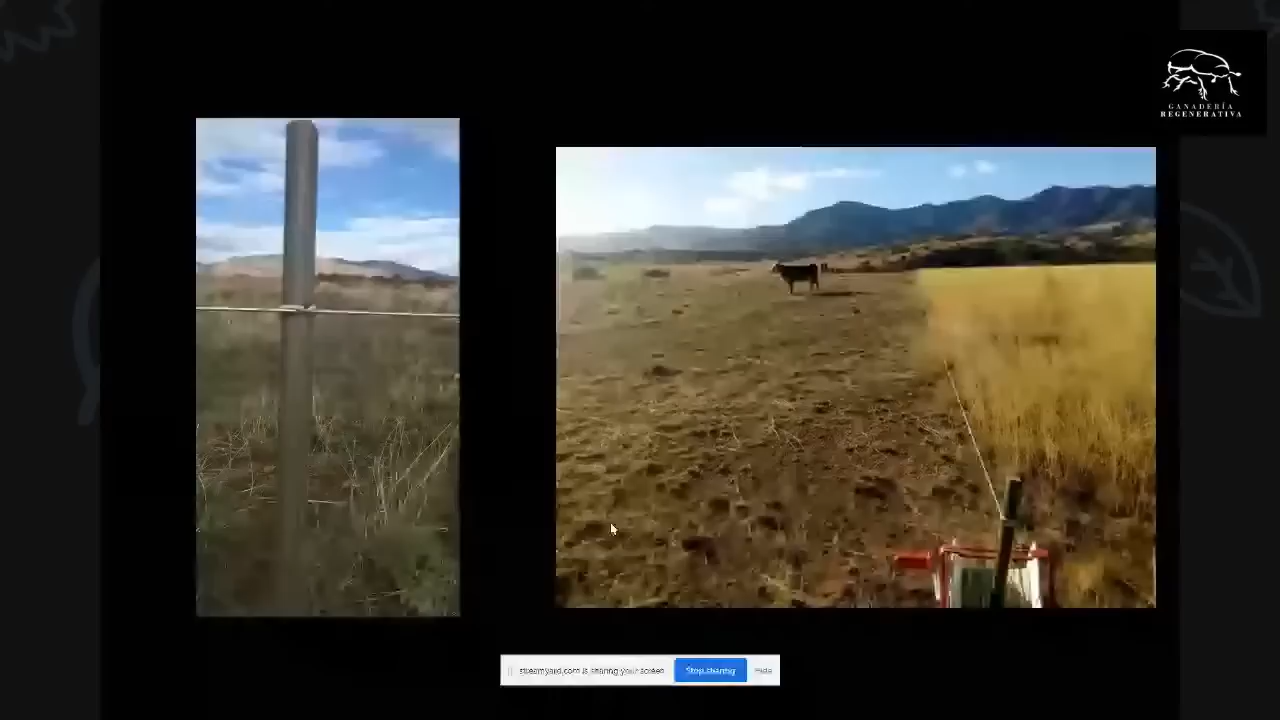 GANADERÍA
REGENERATIVA
streamyard.com is sharing your screen
Stop sharing
Hide